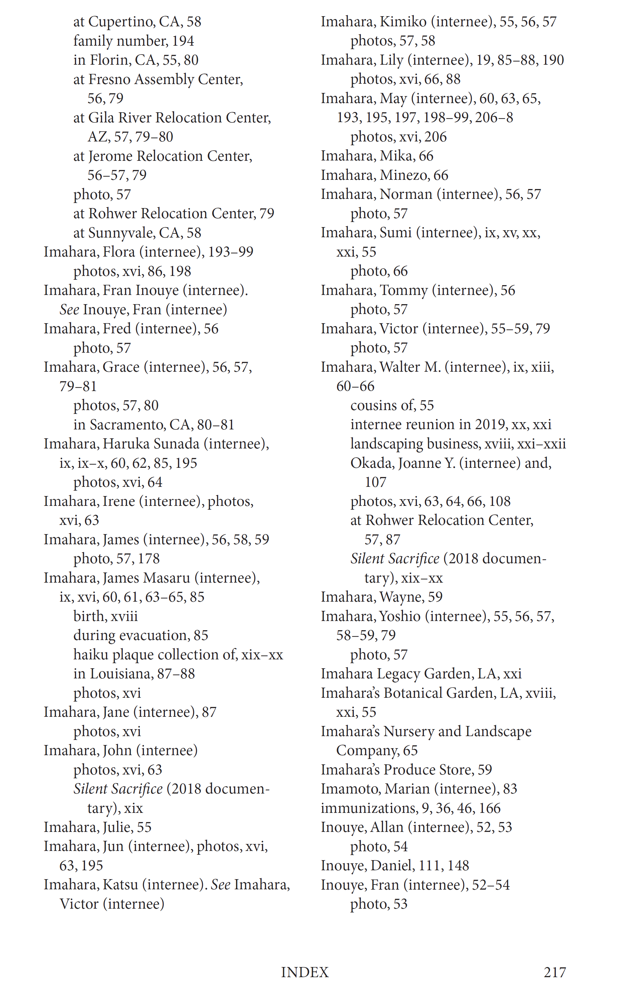 at Cupertino, CA, 58
family number, 194
in Florin, CA, 55, 80
at Fresno Assembly Center,
56, 79
at Gila River Relocation Center,
AZ, 57, 79–80
at Jerome Relocation Center,
56–57, 79
photo, 57
at Rohwer Relocation Center, 79
at Sunnyvale, CA, 58
Imahara, Flora (internee), 193–99
photos, xvi, 86, 198
Imahara, Fran Inouye (internee).
See Inouye, Fran (internee)
Imahara, Fred (internee), 56
photo, 57
Imahara, Grace (internee), 56, 57,
79–81
photos, 57, 80
in Sacramento, CA, 80–81
Imahara, Haruka Sunada (internee),
ix, ix–x, 60, 62, 85, 195
photos, xvi, 64
Imahara, Irene (internee), photos,
xvi, 63
Imahara, James (internee), 56, 58, 59
photo, 57, 178
Imahara, James Masaru (internee),
ix, xvi, 60, 61, 63–65, 85
birth, xviii
during evacuation, 85
haiku plaque collection of, xix–xx
in Louisiana, 87–88
photos, xvi
Imahara, Jane (internee), 87
photos, xvi
Imahara, John (internee)
photos, xvi, 63
Silent Sacrifice (2018 documen-
tary), xix
Imahara, Julie, 55
Imahara, Jun (internee), photos, xvi,
63, 195
Imahara, Katsu (internee). See Imahara,
Victor (internee)
Imahara, Kimiko (internee), 55, 56, 57
photos, 57, 58
Imahara, Lily (internee), 19, 85–88, 190
photos, xvi, 66, 88
Imahara, May (internee), 60, 63, 65,
193, 195, 197, 198–99, 206–8
photos, xvi, 206
Imahara, Mika, 66
Imahara, Minezo, 66
Imahara, Norman (internee), 56, 57
photo, 57
Imahara, Sumi (internee), ix, xv, xx,
xxi, 55
photo, 66
Imahara, Tommy (internee), 56
photo, 57
Imahara, Victor (internee), 55–59, 79
photo, 57
Imahara, Walter M. (internee), ix, xiii,
60–66
cousins of, 55
internee reunion in 2019, xx, xxi
landscaping business, xviii, xxi–xxii
Okada, Joanne Y. (internee) and,
107
photos, xvi, 63, 64, 66, 108
at Rohwer Relocation Center,
57, 87
Silent Sacrifice (2018 documen-
tary), xix–xx
Imahara, Wayne, 59
Imahara, Yoshio (internee), 55, 56, 57,
58–59, 79
photo, 57
Imahara Legacy Garden, LA, xxi
Imahara’s Botanical Garden, LA, xviii,
xxi, 55
Imahara’s Nursery and Landscape
Company, 65
Imahara’s Produce Store, 59
Imamoto, Marian (internee), 83
immunizations, 9, 36, 46, 166
Inouye, Allan (internee), 52, 53
photo, 54
Inouye, Daniel, 111, 148
Inouye, Fran (internee), 52–54
photo, 53
INDEX 217